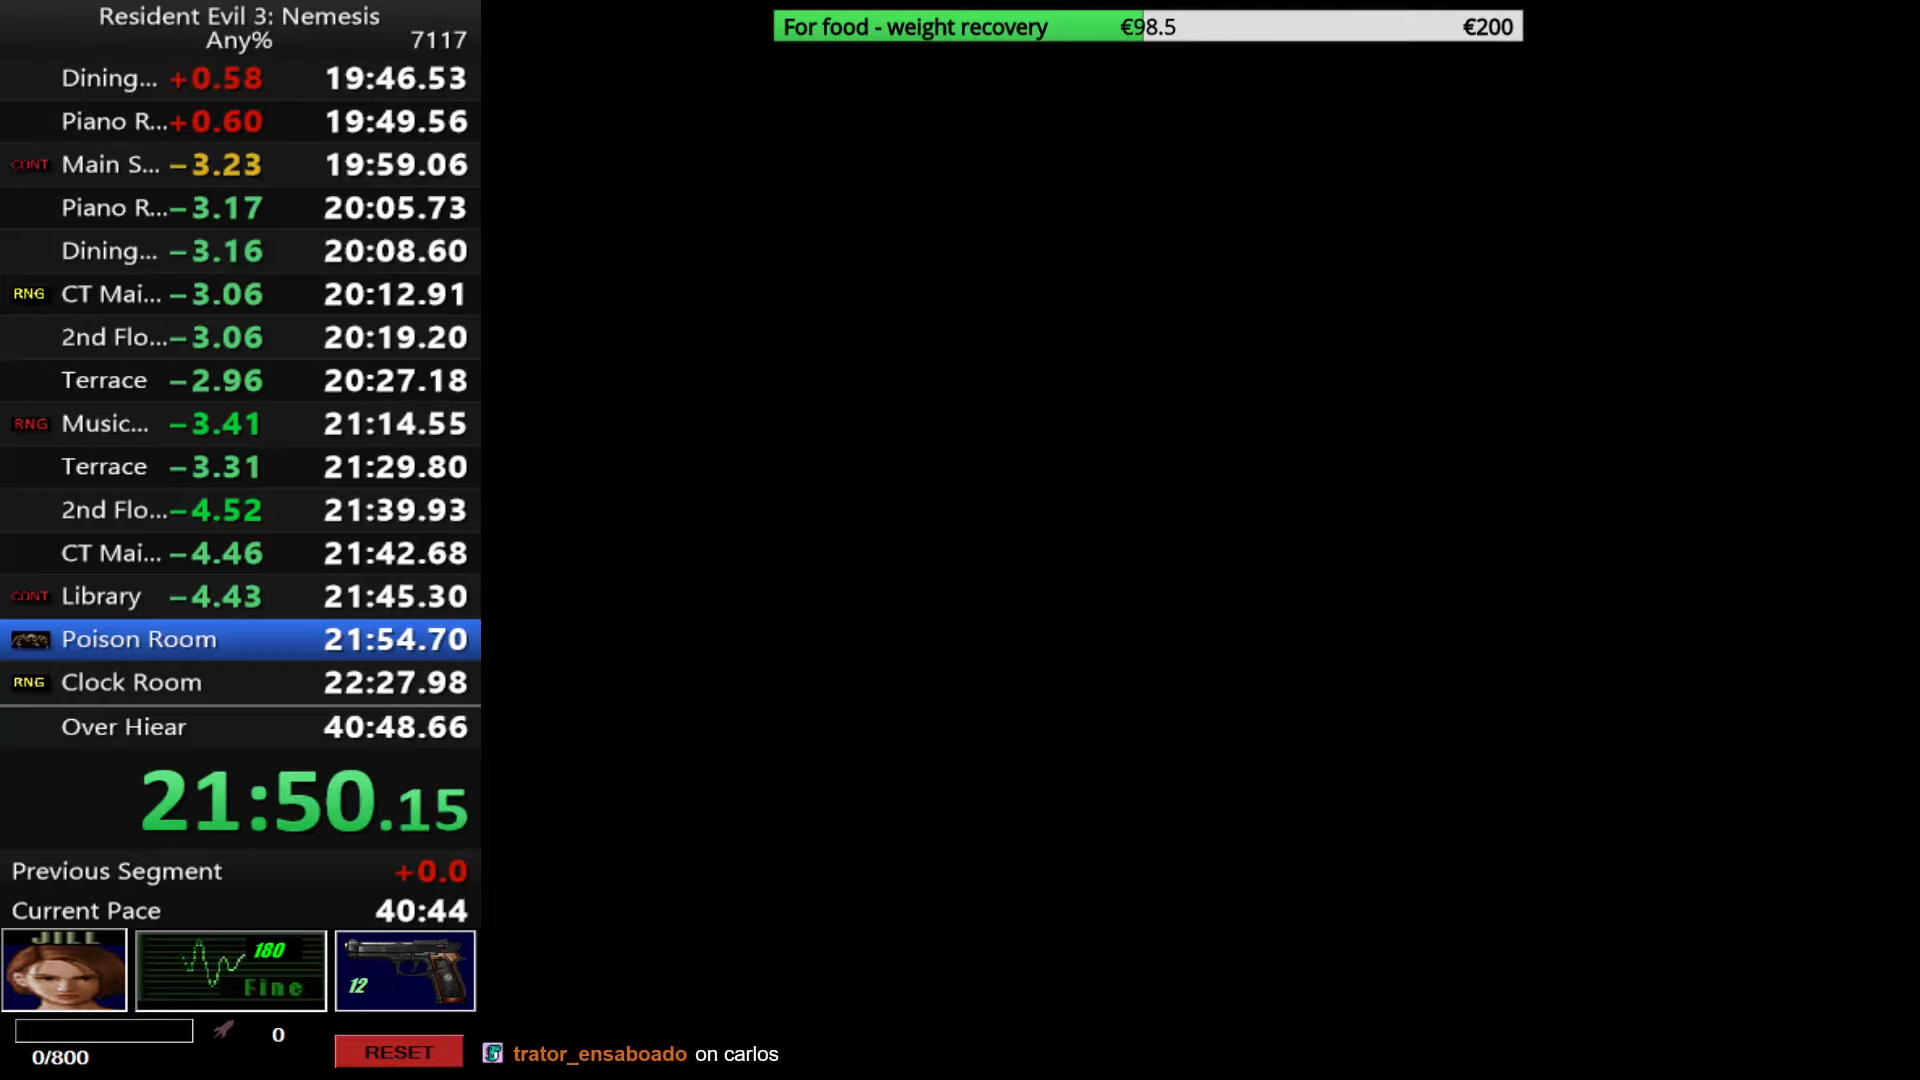 Resident Evil 3: Nemesis
Any% 7117
Dining... +0.58 19:46.53
Piano R... +0.60 19:49.56
CONT Main S... −3.23 19:59.06
Piano R... −3.17 20:05.73
Dining... −3.16 20:08.60
RNG CT Mai... −3.06 20:12.91
2nd Flo... −3.06 20:19.20
Terrace −2.96 20:27.18
RNG Music... −3.41 21:14.55
Terrace −3.31 21:29.80
2nd Flo... −4.52 21:39.93
CT Mai... −4.46 21:42.68
CONT Library −4.43 21:45.30
Poison Room 21:54.70
RNG Clock Room 22:27.98
Over Hiear 40:48.66
21:50.15
Previous Segment +0.0
Current Pace 40:44
JILL
180
Fine
12
0
0/800
RESET
For food - weight recovery €98.5 €200
trator_ensaboado on carlos